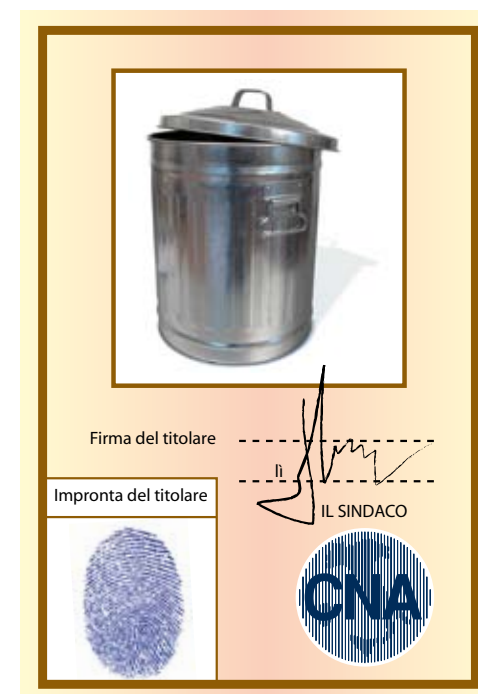 Firma del titolare
lì
Impronta del titolare
IL SINDACO
CNA